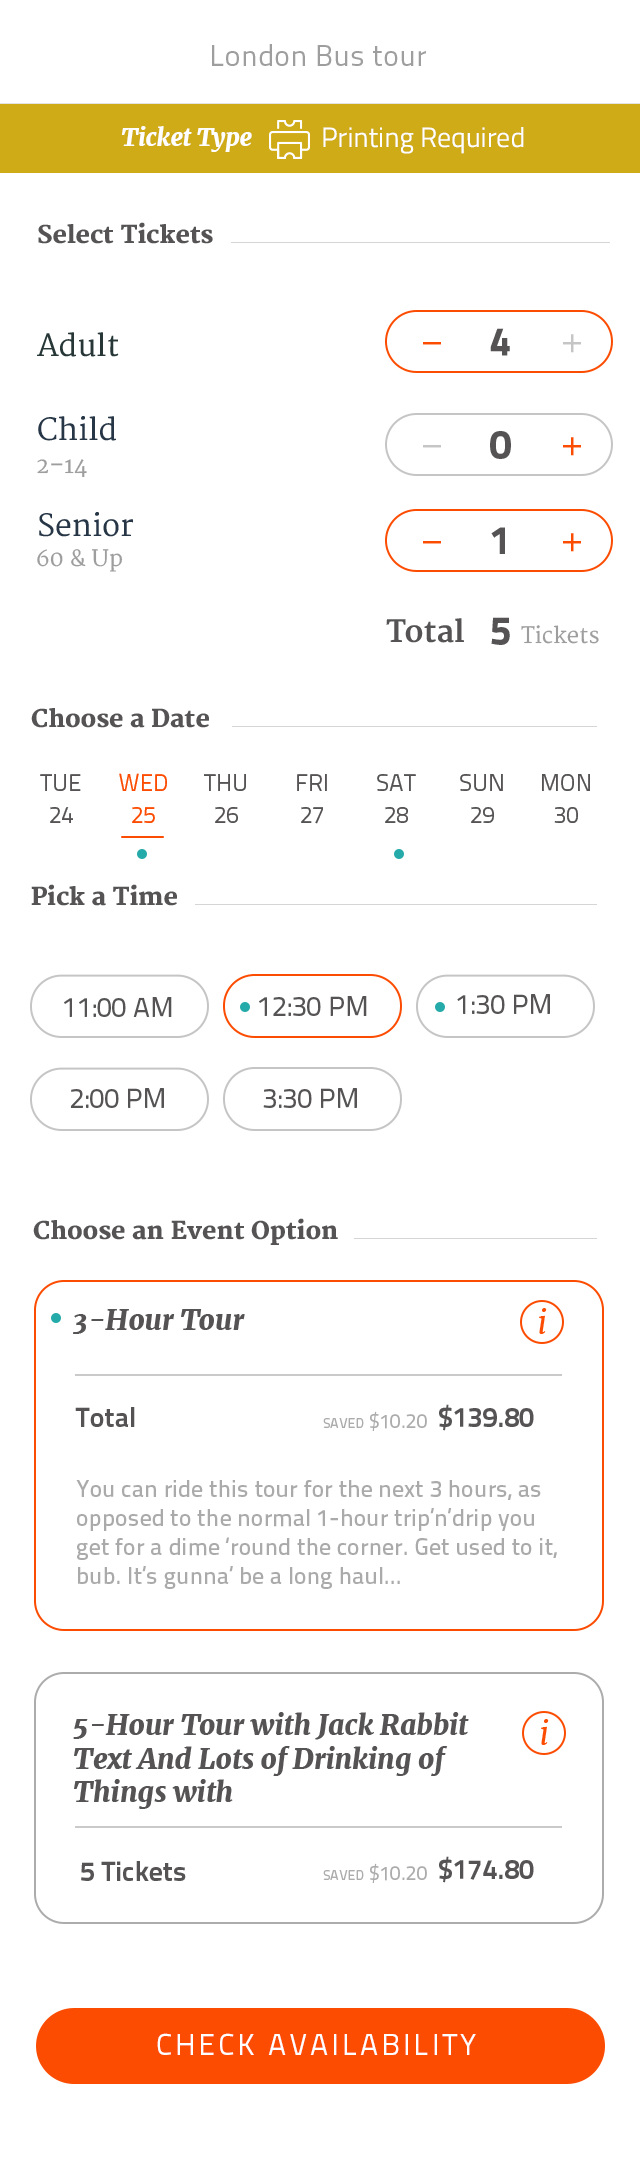 London Bus tour
Ticket Type Printing Required
Select Tickets
Adult − 4 +
Child
2-14
− 0 +
Senior
60 & Up
− 1 +
Total 5 Tickets
Choose a Date
TUE WED THU FRI SAT SUN MON
24 25 26 27 28 29 30
Pick a Time
11:00 AM 12:30 PM 1:30 PM
2:00 PM 3:30 PM
Choose an Event Option
3-Hour Tour i
Total SAVED $10.20 $139.80
You can ride this tour for the next 3 hours, as
opposed to the normal 1-hour trip’n’drip you
get for a dime ‘round the corner. Get used to it,
bub. It’s gunna’ be a long haul...
5-Hour Tour with Jack Rabbit i
Text And Lots of Drinking of
Things with
5 Tickets SAVED $10.20 $174.80
CHECK AVAILABILITY